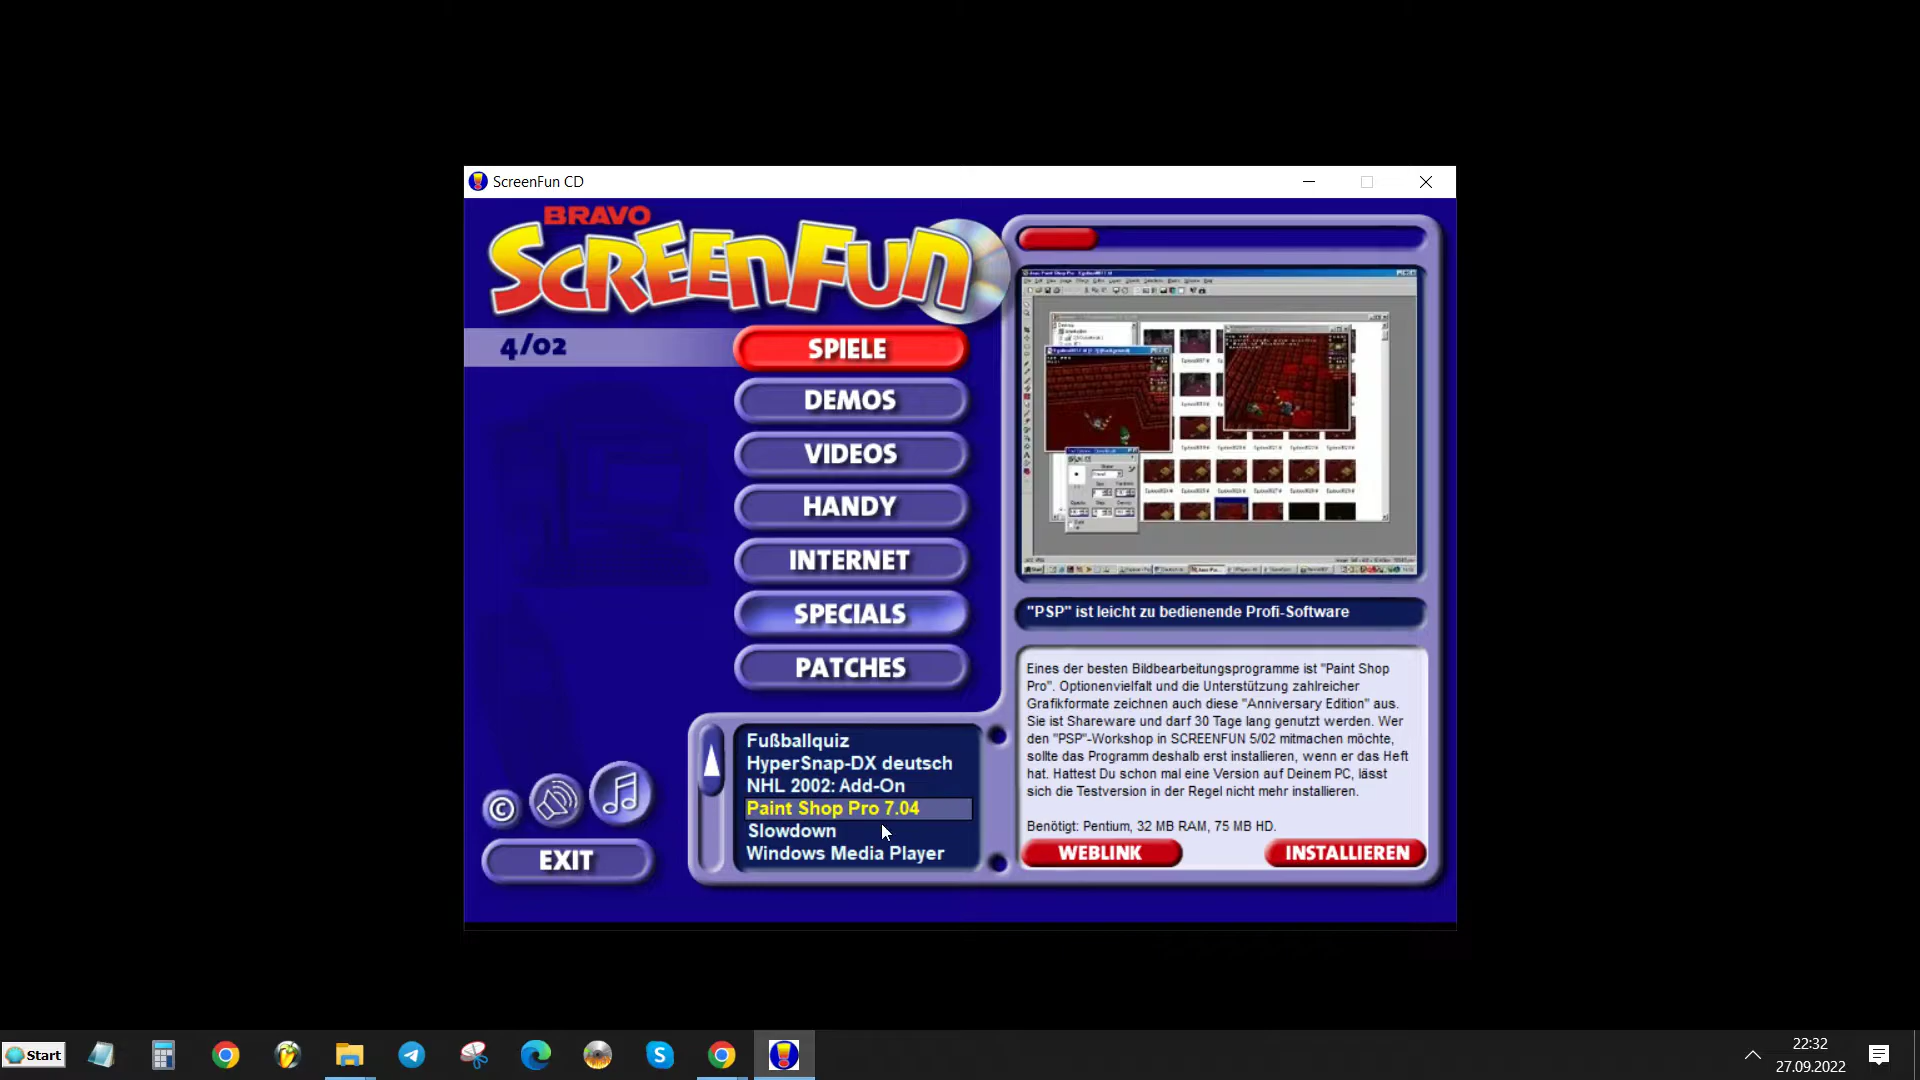 ScreenFun CD
BRAVO
SCREENFUN
4/02
SPIELE
DEMOS
VIDEOS
HANDY
INTERNET
SPECIALS
PATCHES
Fußballquiz
HyperSnap-DX deutsch
NHL 2002: Add-On
Paint Shop Pro 7.04
Slowdown
Windows Media Player
©
EXIT
"PSP" ist leicht zu bedienende Profi-Software
Eines der besten Bildbearbeitungsprogramme ist "Paint Shop
Pro". Optionenvielfalt und die Unterstützung zahlreicher
Grafikformate zeichnen auch diese "Anniversary Edition" aus.
Sie ist Shareware und darf 30 Tage lang genutzt werden. Wer
den "PSP"-Workshop in SCREENFUN 5/02 mitmachen möchte,
sollte das Programm deshalb erst installieren, wenn er das Heft
hat. Hattest Du schon mal eine Version auf Deinem PC, lässt
sich die Testversion in der Regel nicht mehr installieren.
Benötigt: Pentium, 32 MB RAM, 75 MB HD.
WEBLINK
INSTALLIEREN
Start
22:32
27.09.2022